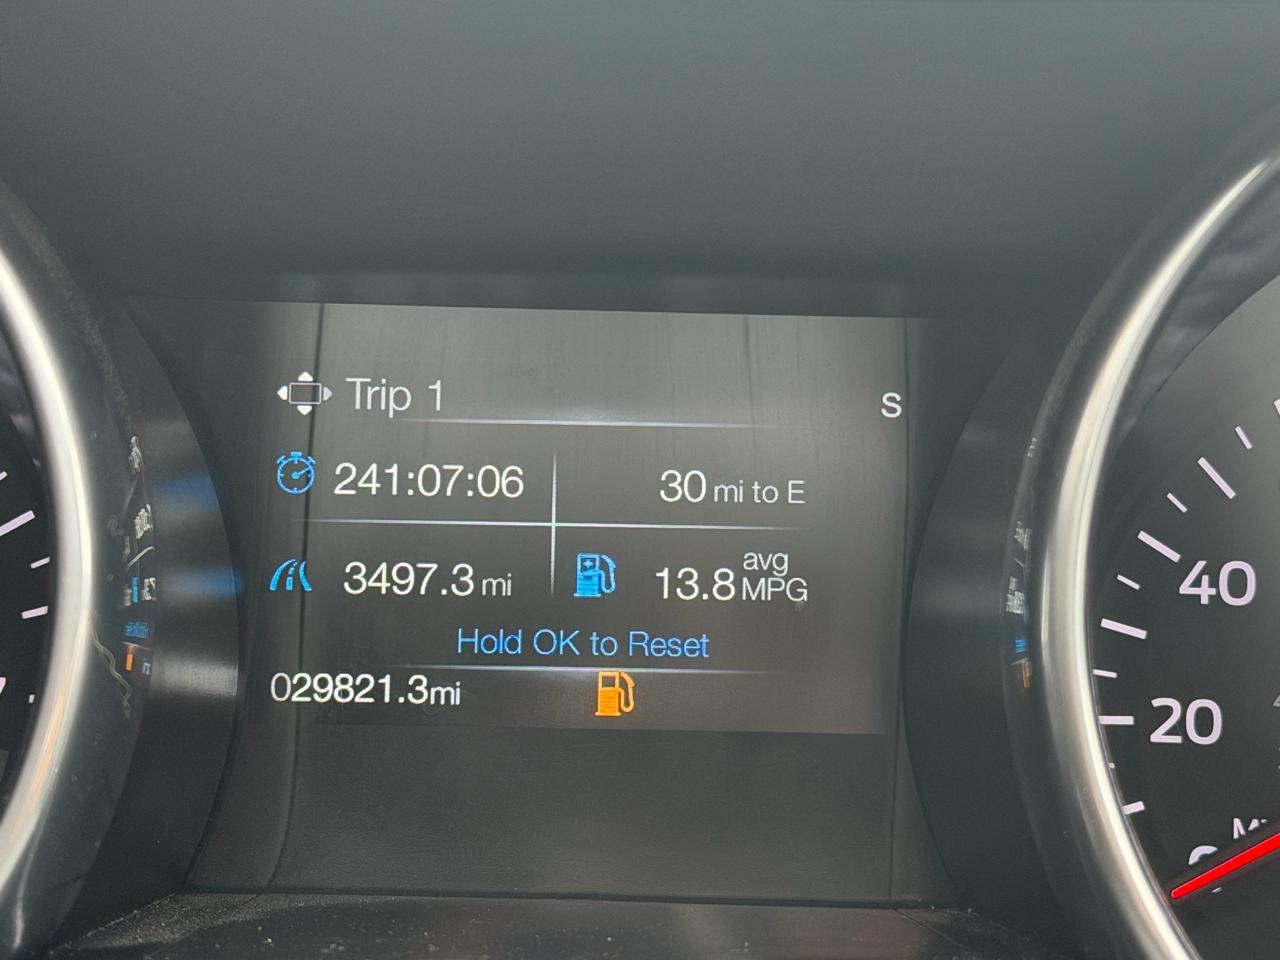 Trip 1
S
241:07:06
30 mi to E
3497.3 mi
13.8 avg MPG
Hold OK to Reset
029821.3mi
40
20